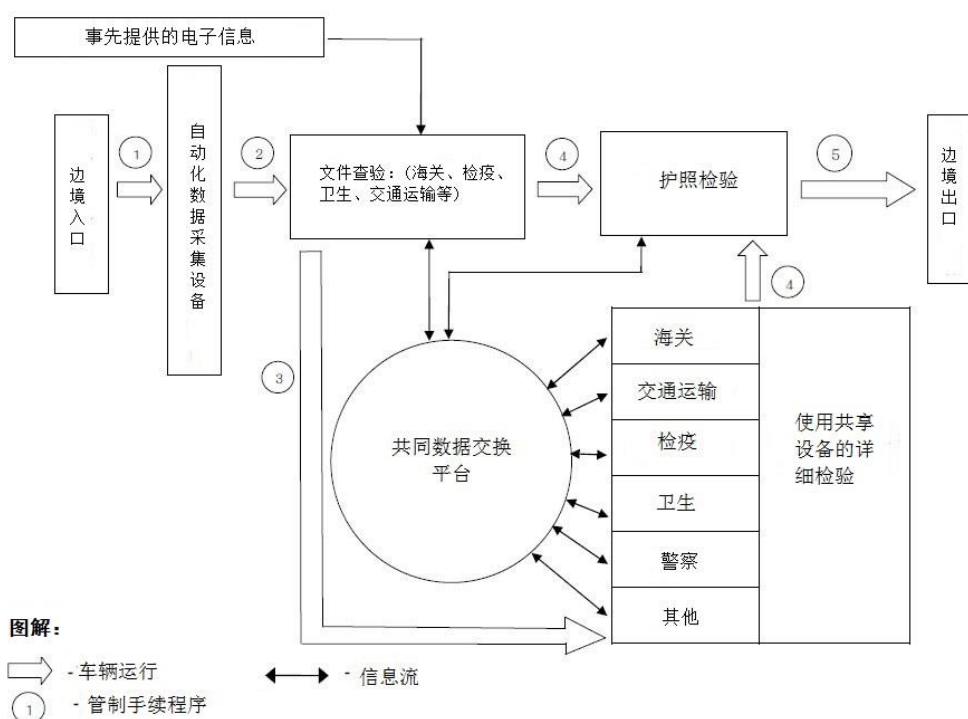 事先提供的电子信息
边境入口
①
自动化数据采集设备
②
文件查验：(海关、检疫、
卫生、交通运输等)
④
护照检验
⑤
边境出口
③
④
共同数据交换
平台
海关
交通运输
检疫
卫生
警察
其他
使用共享
设备的详
细检验
图解：
- 车辆运行
- 信息流
① - 管制手续程序